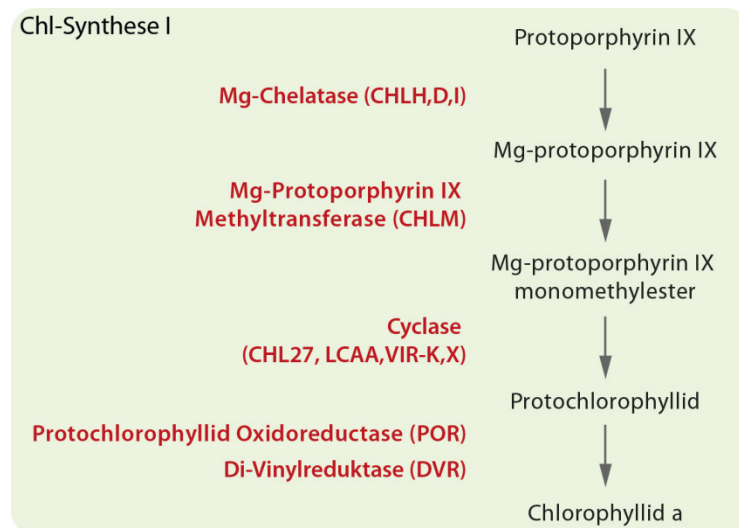 Chl-Synthese I
Protoporphyrin IX
Mg-Chelatase (CHLH,D,I)
Mg-protoporphyrin IX
Mg-Protoporphyrin IX
Methyltransferase (CHLM)
Mg-protoporphyrin IX
monomethylester
Cyclase
(CHL27, LCAA,VIR-K,X)
Protochlorophyllid
Protochlorophyllid Oxidoreductase (POR)
Di-Vinylreduktase (DVR)
Chlorophyllid a